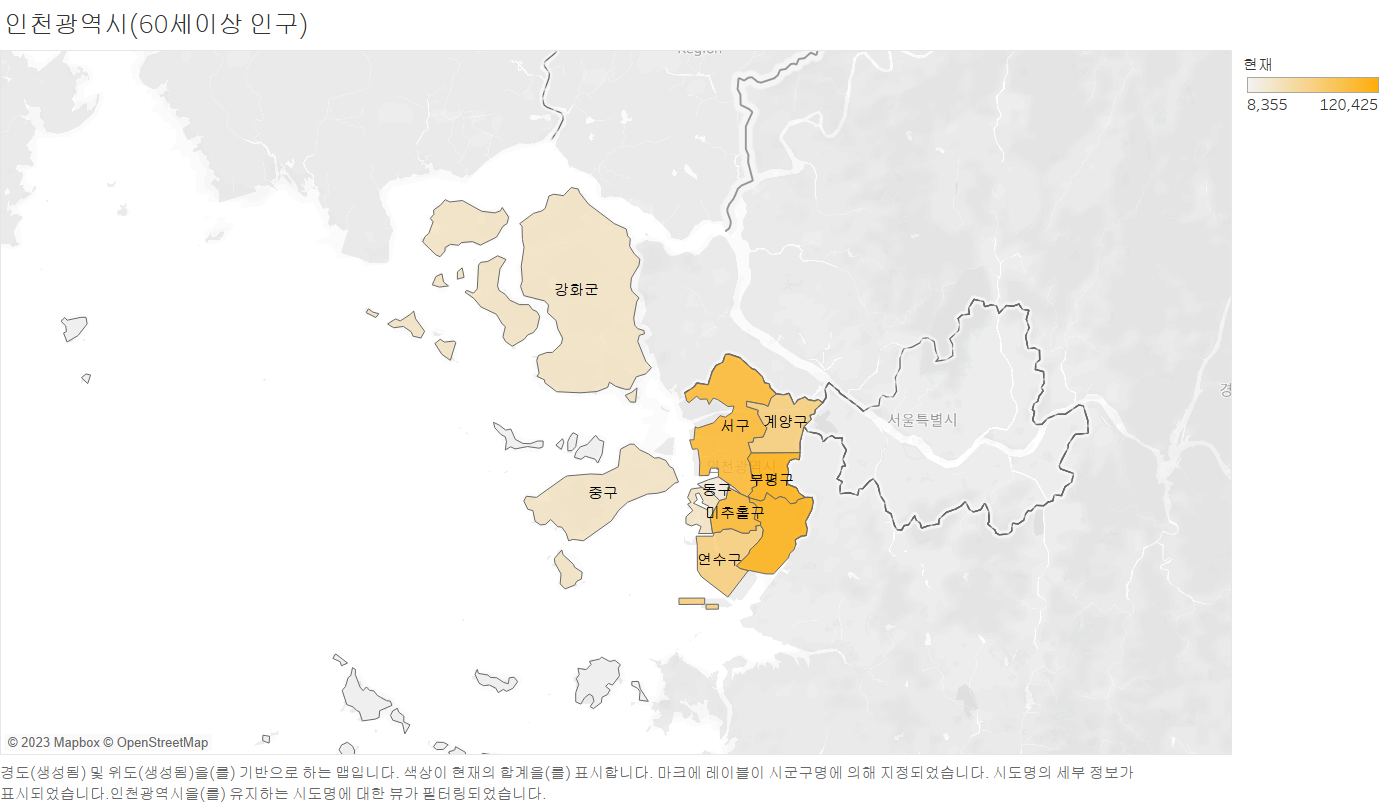 인천광역시(60세이상 인구)
Region
현재
8,355 120,425
강화군
경
서울특별시
서구
계양구
인천광역시
부평구
동구
중구
미추홀구
연수구
© 2023 Mapbox © OpenStreetMap
경도(생성됨) 및 위도(생성됨)을(를) 기반으로 하는 맵입니다. 색상이 현재의 합계을(를) 표시합니다. 마크에 레이블이 시군구명에 의해 지정되었습니다. 시도명의 세부 정보가
표시되었습니다.인천광역시을(를) 유지하는 시도명에 대한 뷰가 필터링되었습니다.